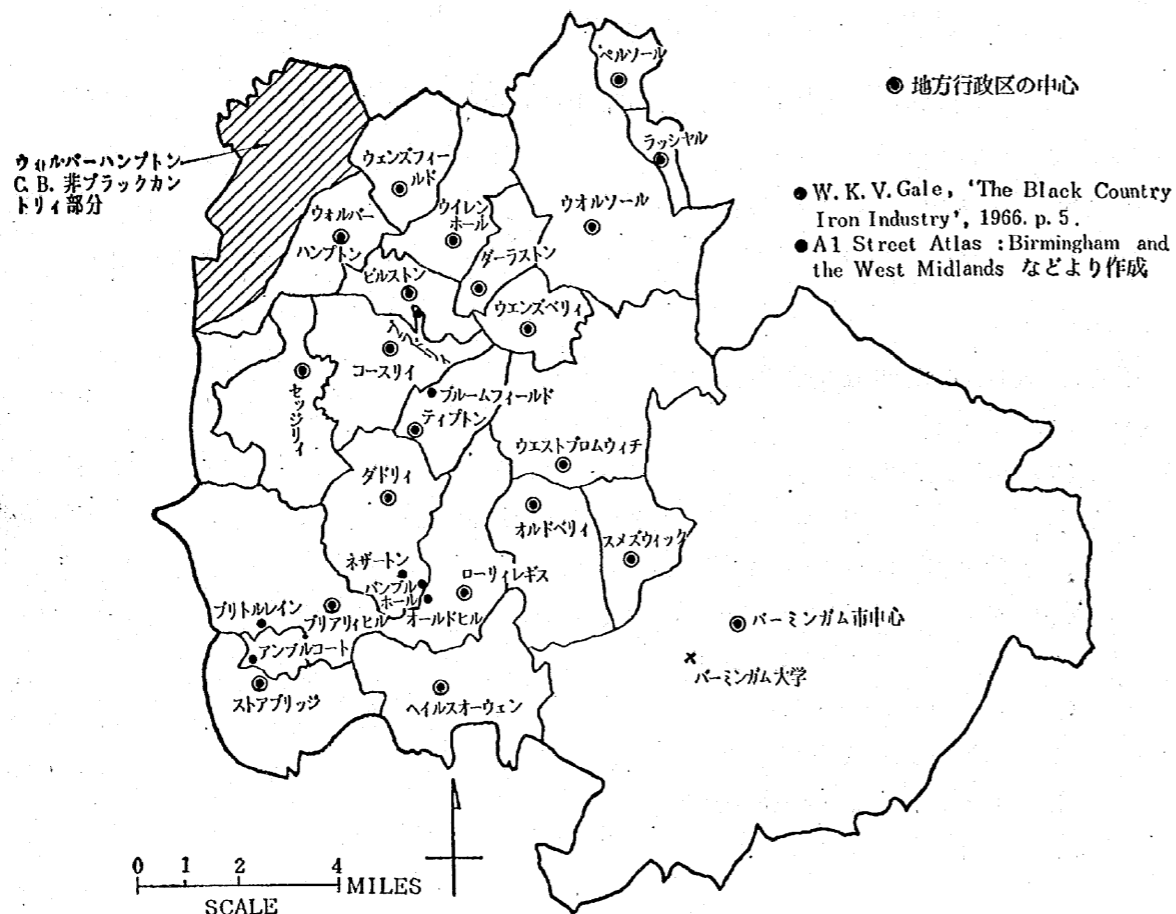 ペルソール
◉ 地方行政区の中心
ラッシャル
ウォルバーハンプトン
C. B. 非ブラックカン
トリィ部分
ウェンズフィー
ルド
● W. K. V. Gale, 'The Black Country
Iron Industry', 1966. p. 5.
● A1 Street Atlas : Birmingham and
the West Midlands などより作成
ウイレン
ホール
ウオルソール
ウォルバー
ハンプトン
ダーラストン
ビルストン
ウエンズベリィ
コースリィ
セッジリィ
ブルームフィールド
ティプトン
ウエストブロムウィチ
ダドリィ
オルドベリィ
スメズウィック
ネザートン
バンブル
ホール
ローリィレギス
ブリトルレイン
ブリアリィヒル
オールドヒル
バーミンガム市中心
アンブルコート
バーミンガム大学
ストアブリッジ
ヘイルスオーウェン
0 1 2 4
MILES
SCALE